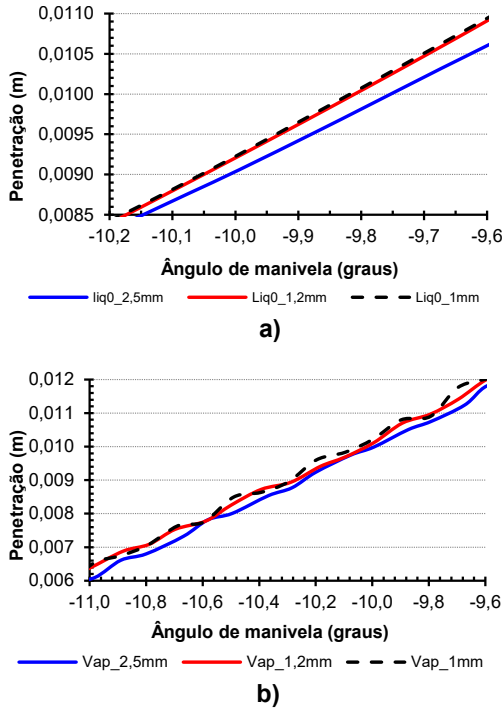 0,0110
0,0105
0,0100
0,0095
0,0090
0,0085
Penetração (m)
-10,2 -10,1 -10,0 -9,9 -9,8 -9,7 -9,6
Ângulo de manivela (graus)
liq0_2,5mm Liq0_1,2mm Liq0_1mm
a)
0,012
0,011
0,010
0,009
0,008
0,007
0,006
Penetração (m)
-11,0 -10,8 -10,6 -10,4 -10,2 -10,0 -9,8 -9,6
Ângulo de manivela (graus)
Vap_2,5mm Vap_1,2mm Vap_1mm
b)